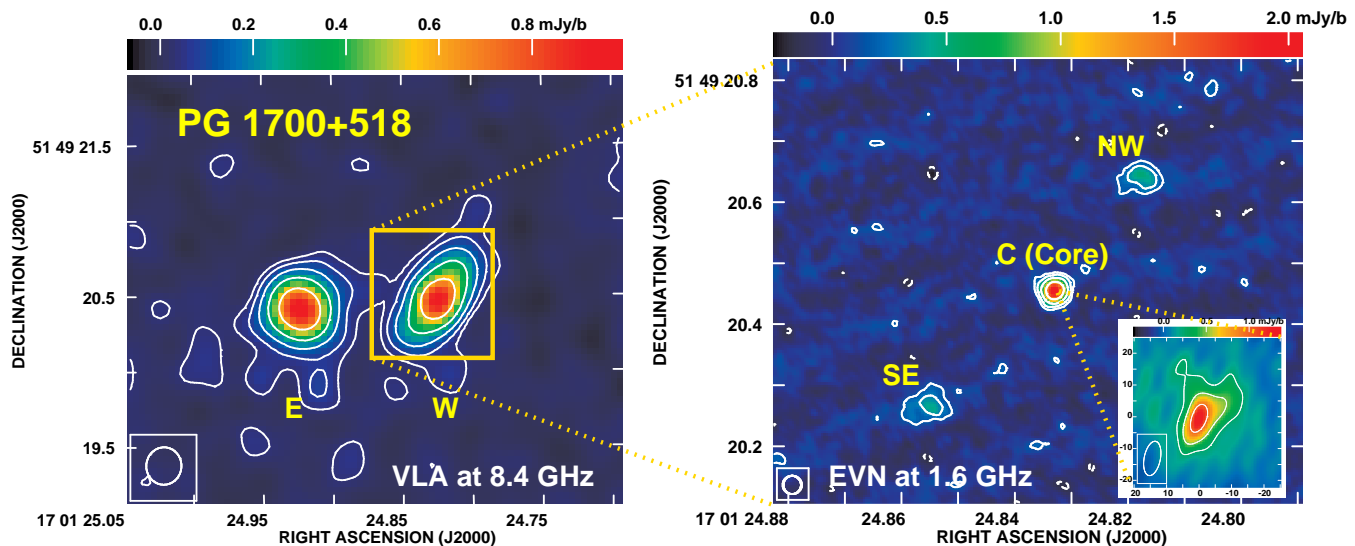 0.0 0.2 0.4 0.6 0.8 mJy/b
PG 1700+518
51 49 21.5
20.5
19.5
DECLINATION (J2000)
E
W
VLA at 8.4 GHz
17 01 25.05 24.95 24.85 24.75
RIGHT ASCENSION (J2000)
0.0 0.5 1.0 1.5 2.0 mJy/b
51 49 20.8
20.6
20.4
20.2
DECLINATION (J2000)
NW
C (Core)
SE
EVN at 1.6 GHz
17 01 24.88 24.86 24.84 24.82 24.80
RIGHT ASCENSION (J2000)
0.0 0.5 1.0 mJy/b
20
10
0
-10
-20
20 10 0 -10 -20